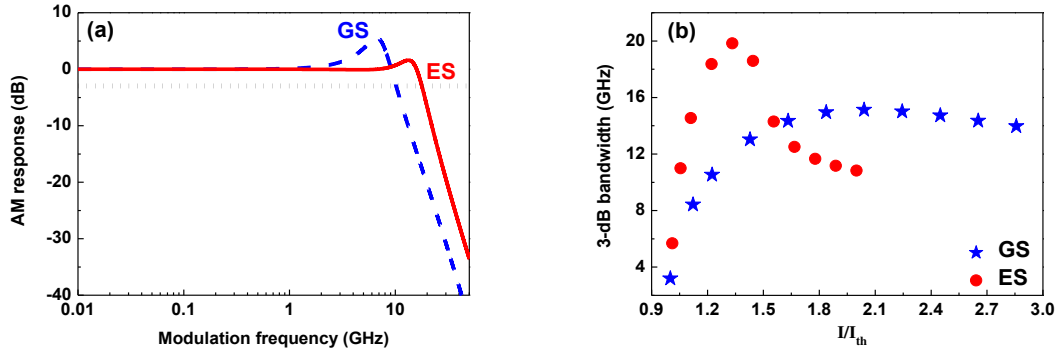 (a)
GS
ES
10
0
-10
-20
-30
-40
AM response (dB)
0.01
0.1
1
10
Modulation frequency (GHz)
(b)
20
16
12
8
4
3-dB bandwidth (GHz)
GS
ES
0.9
1.2
1.5
1.8
2.1
2.4
2.7
3.0
I/Ith